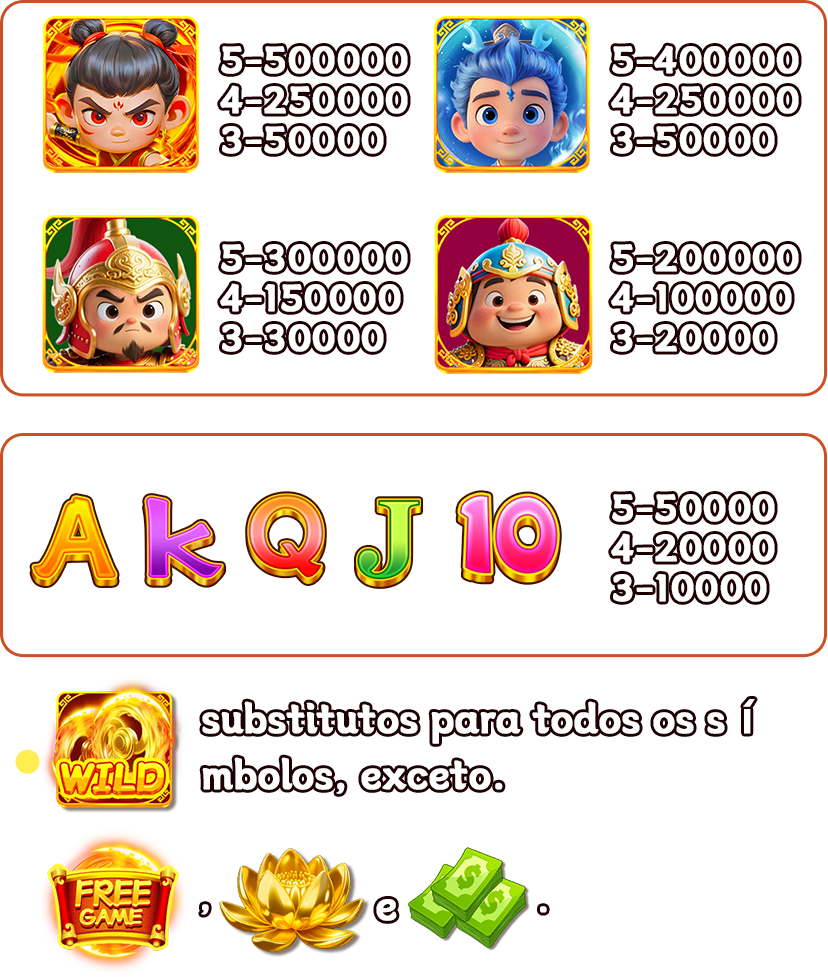 5-500000
4-250000
3-50000
5-400000
4-250000
3-50000
5-300000
4-150000
3-30000
5-200000
4-100000
3-20000
A K Q J 10
5-50000
4-20000
3-10000
WILD
substitutos para todos os s í
mbolos, exceto.
FREE
GAME
, e .